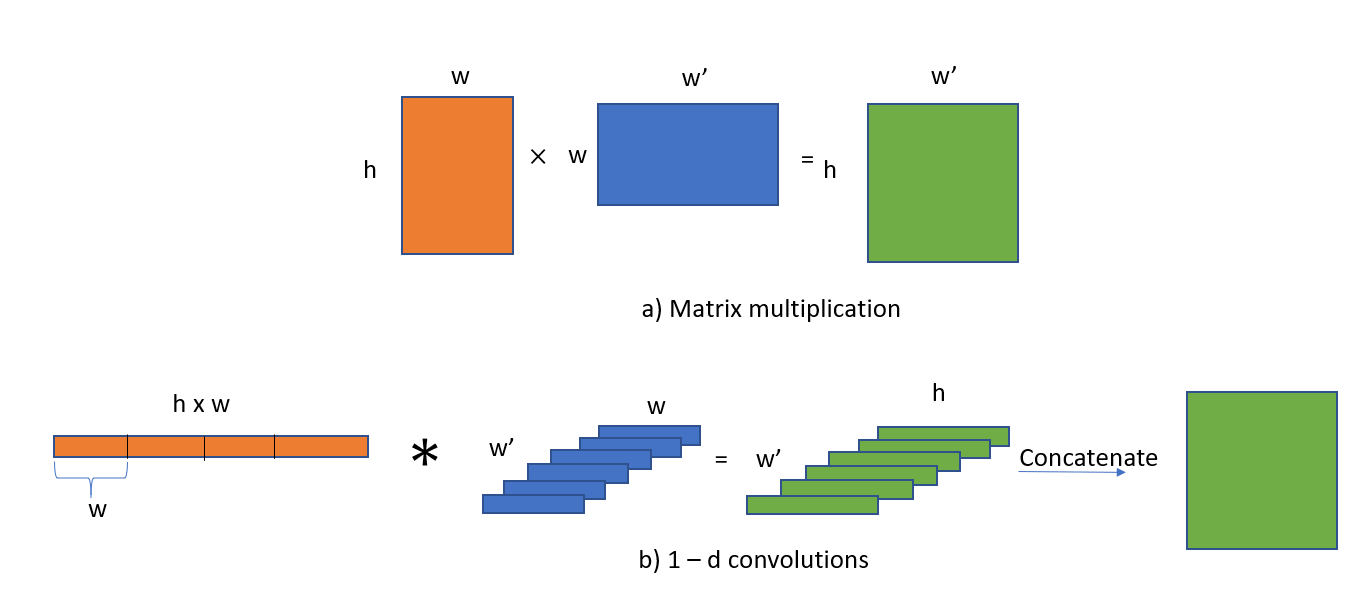 w
w’
w’
h
×
w
=
h
a) Matrix multiplication
h x w
w
*
w’
w
=
w’
h
Concatenate
b) 1 – d convolutions